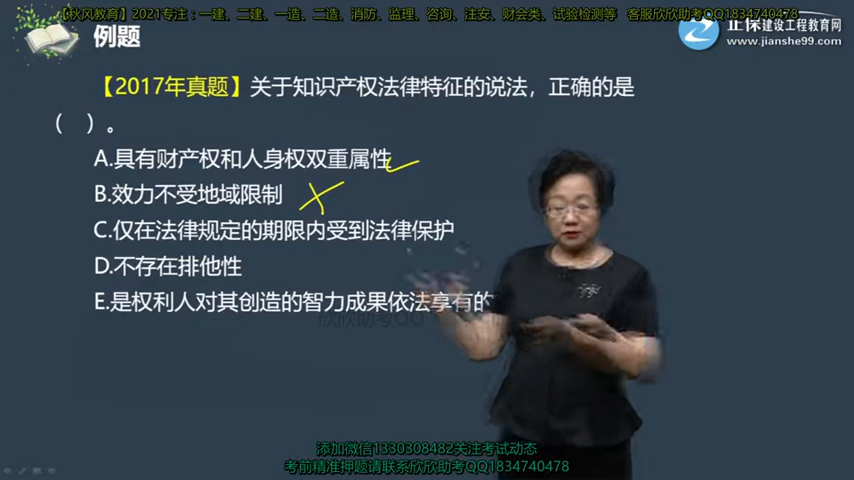 【秋风教育】2021专注：一建、二建、一造、二造、消防、监理、咨询、注安、财会类、试验检测等 客服欣欣助考QQ1834740478
例题
正保建设工程教育网
www.jianshe99.com
【2017年真题】关于知识产权法律特征的说法，正确的是
（ ）。
A.具有财产权和人身权双重属性
B.效力不受地域限制
C.仅在法律规定的期限内受到法律保护
D.不存在排他性
E.是权利人对其创造的智力成果依法享有的
欣欣助考QQ
添加微信1330308482关注考试动态
考前精准押题请联系欣欣助考QQ1834740478